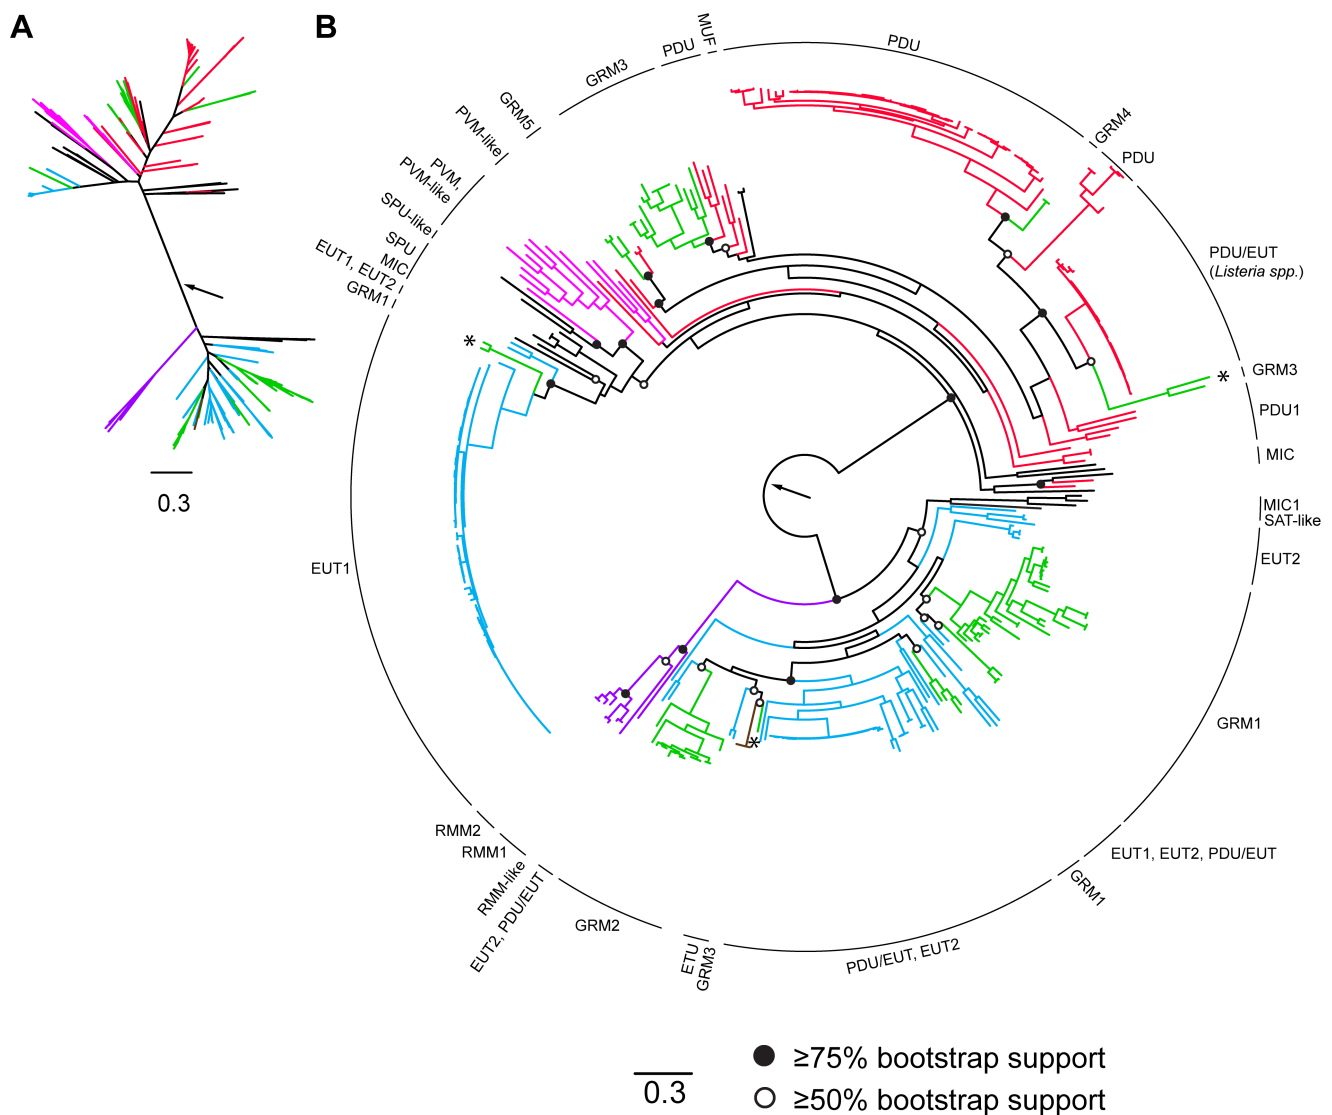 A
B
0.3
MUF
PDU
PDU
GRM3
GRM5
PVM-like
PVM,
PVM-like
SPU-like
SPU
MIC
EUT1, EUT2
GRM1
*
EUT1
GRM4
PDU
PDU/EUT
(Listeria spp.)
GRM3
*
PDU1
MIC
MIC1
SAT-like
EUT2
GRM1
EUT1, EUT2, PDU/EUT
GRM1
PDU/EUT, EUT2
*
GRM3
ETU
GRM2
EUT2, PDU/EUT
RMM-like
RMM1
RMM2
0.3
≥75% bootstrap support
≥50% bootstrap support